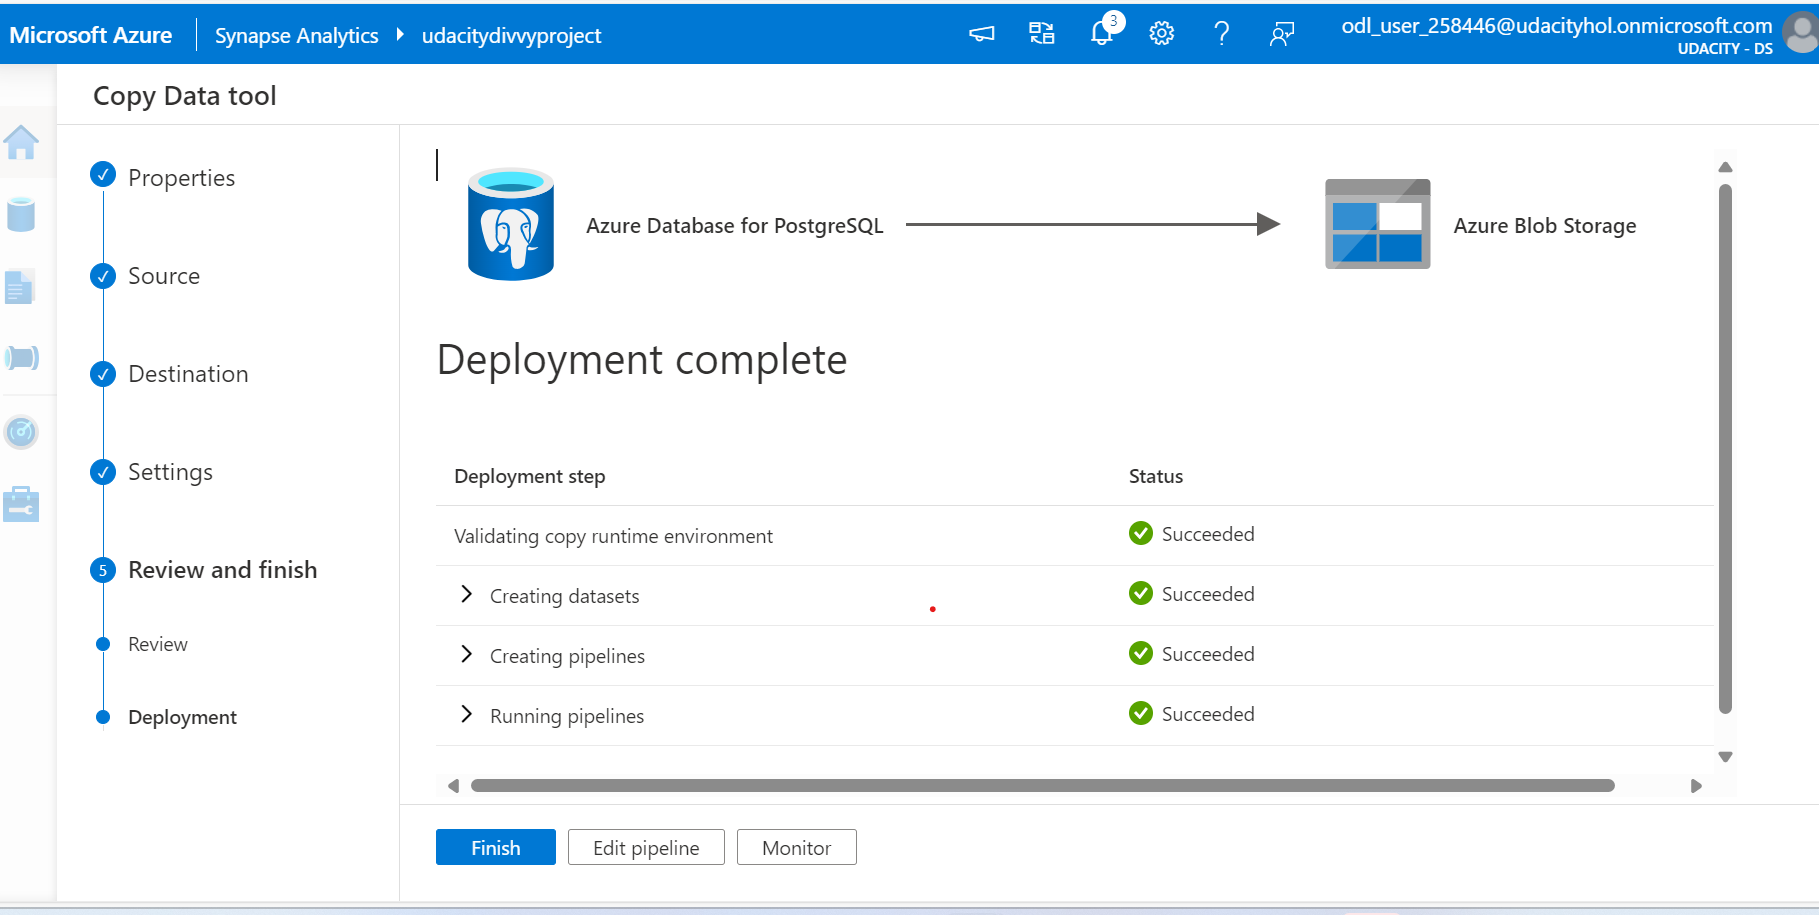 Microsoft Azure
Synapse Analytics
udacitydivvyproject
3
odl_user_258446@udacityhol.onmicrosoft.com
UDACITY - DS
Copy Data tool
Properties
Source
Destination
Settings
5
Review and finish
Review
Deployment
Azure Database for PostgreSQL
Azure Blob Storage
Deployment complete
Deployment step
Status
Validating copy runtime environment
Succeeded
Creating datasets
Succeeded
Creating pipelines
Succeeded
Running pipelines
Succeeded
Finish
Edit pipeline
Monitor